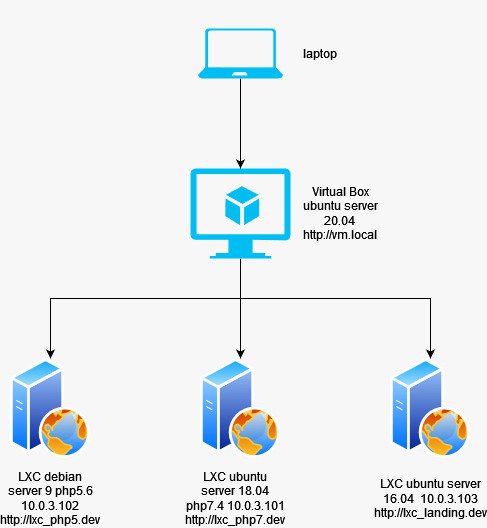 laptop
Virtual Box
ubuntu server
20.04
http://vm.local
LXC debian
server 9 php5.6
10.0.3.102
http://lxc_php5.dev
LXC ubuntu
server 18.04
php7.4 10.0.3.101
http://lxc_php7.dev
LXC ubuntu server
16.04  10.0.3.103
http://lxc_landing.dev